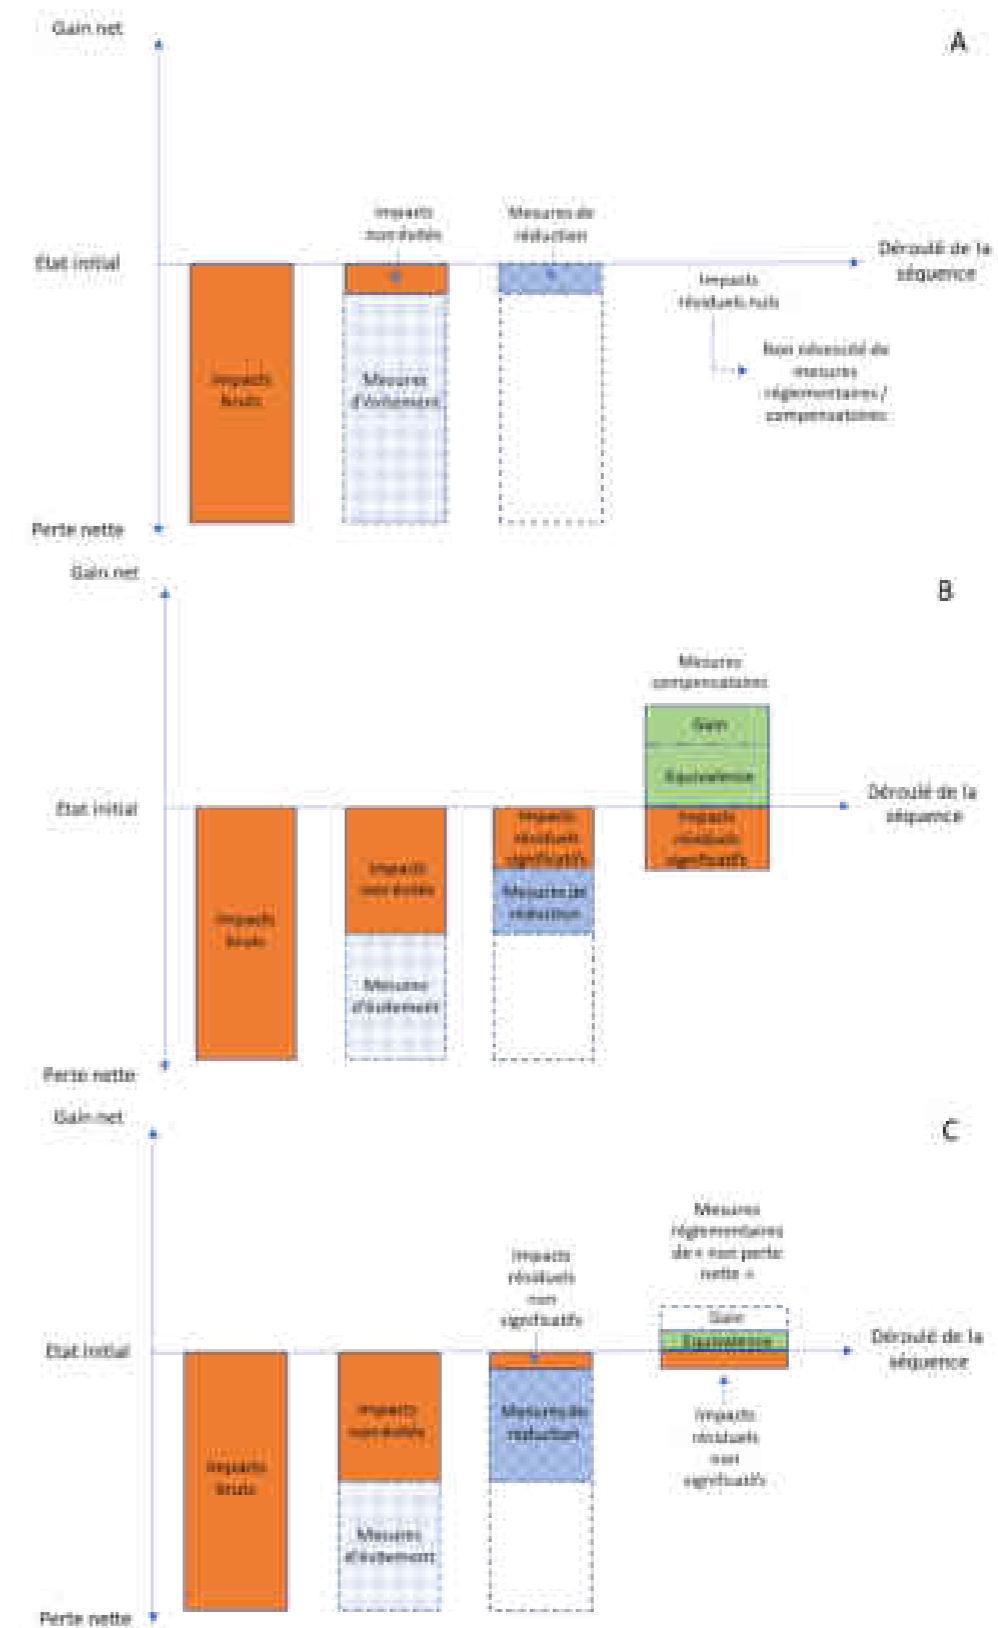 Gain net
A
Impacts
non évités
Mesures de
réduction
Etat initial
Déroulé de la
séquence
Impacts
résiduels nuls
Non nécessité de
mesures
réglementaires /
compensatoires
Impacts
Bruts
Mesures
d'évitement
Perte nette
Gain net
B
Mesures
compensatoires
Gain
Equivalence
Etat initial
Déroulé de la
séquence
Impacts
résiduels
significatifs
Impacts
résiduels
significatifs
Impacts
non évités
Mesures de
réduction
Impacts
Bruts
Mesures
d'évitement
Perte nette
Gain net
C
Mesures
réglementaires
de « non perte
nette »
Impacts
résiduels
non
significatifs
Gain
Equivalence
Etat initial
Déroulé de la
séquence
Impacts
non évités
Mesures de
réduction
Impacts
résiduels
non
significatifs
Impacts
Bruts
Mesures
d'évitement
Perte nette